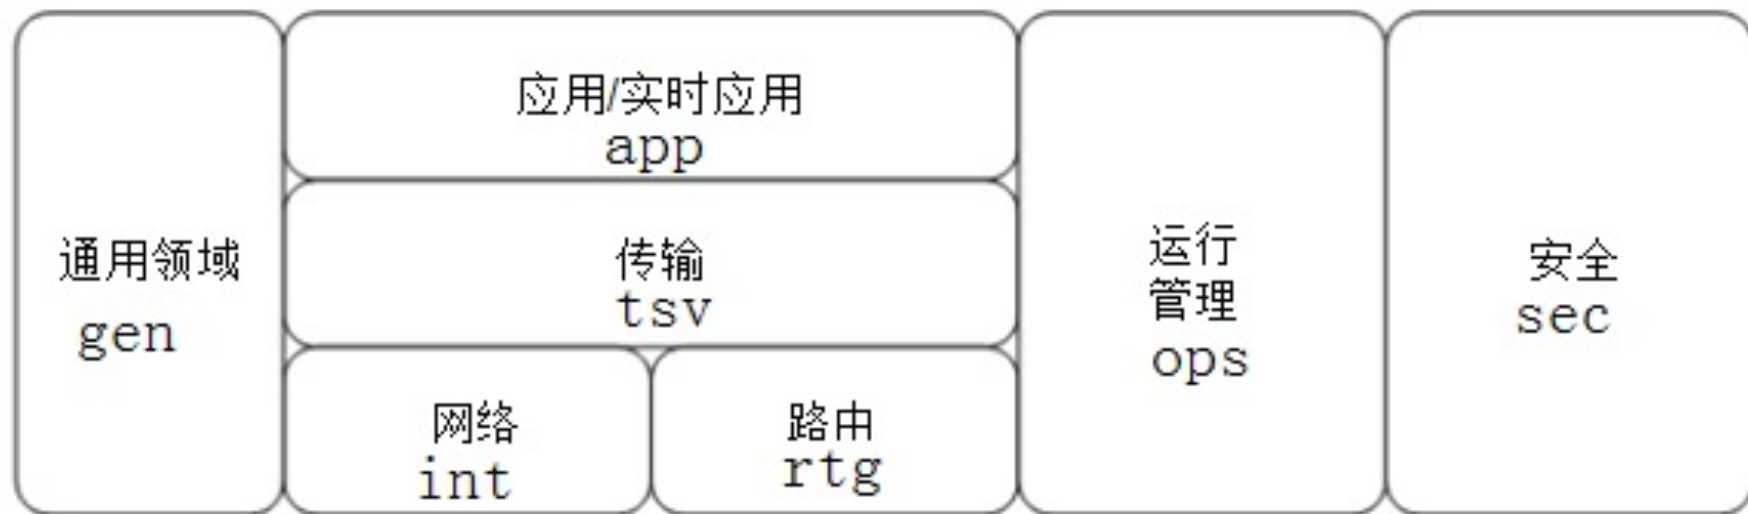 通用领域
gen
应用/实时应用
app
传输
tsv
网络
int
路由
rtg
运行
管理
ops
安全
sec